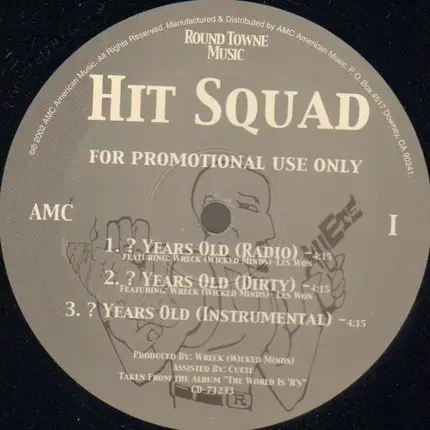 ℗©2002 AMC American Music. All Rights Reserved. Manufactured & Distributed by AMC American Music. P.O. Box 4517 Downey, CA 90241.
ROUND TOWNE
MUSIC
HIT SQUAD
FOR PROMOTIONAL USE ONLY
AMC
I
1. ? YEARS OLD (RADIO) -4:15
FEATURING: WRECK (WICKED MINDS)- LES WON
2. ? YEARS OLD (DIRTY) -4:15
FEATURING: WRECK (WICKED MINDS)- LES WON
3. ? YEARS OLD (INSTRUMENTAL) -4:15
PRODUCED BY: WRECK (WICKED MINDS)
ASSISTED BY: CUETE
TAKEN FROM THE ALBUM "THE WORLD IS 'R'S"
CD-73233
R